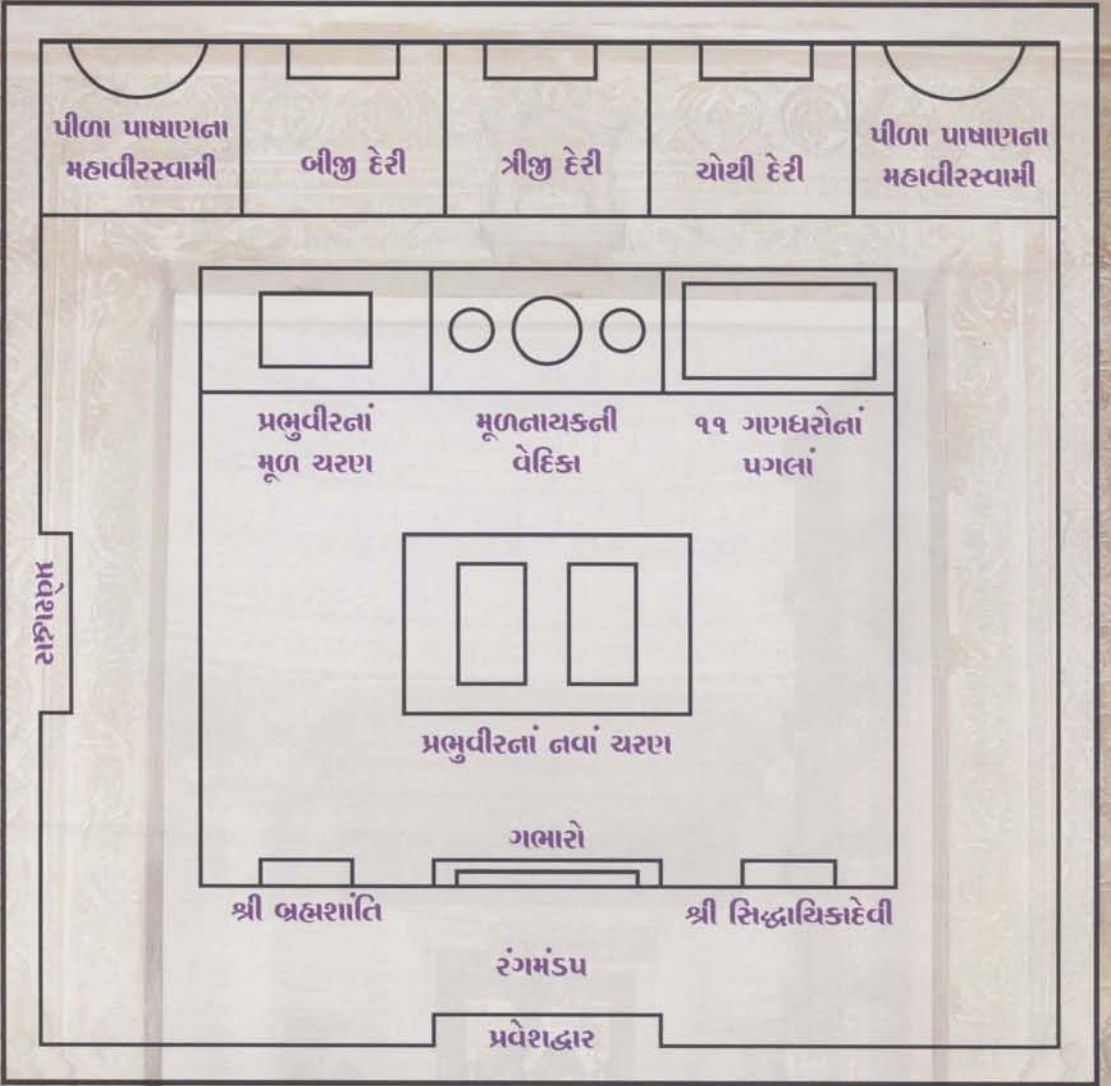 પીળા પાષાણના
મહાવીરસ્વામી
બીજી દેરી
ત્રીજી દેરી
ચોથી દેરી
પીળા પાષાણના
મહાવીરસ્વામી
પ્રભુવીરનાં
મૂળ ચરણ
મૂળનાયકની
વેદિકા
૧૧ ગણધરોનાં
પગલાં
પ્રવેશદ્વાર
પ્રભુવીરનાં નવાં ચરણ
ગભારો
શ્રી બ્રહ્મશાંતિ
શ્રી સિદ્ધાયિકાદેવી
રંગમંડપ
પ્રવેશદ્વાર